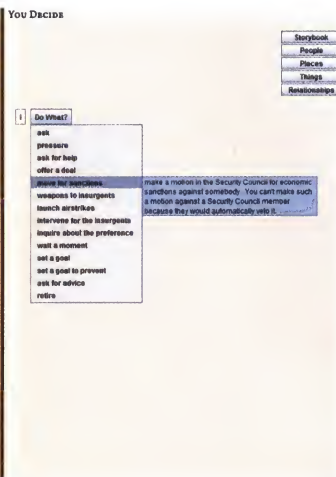 YOU DECIDE
Storybook
People
Places
Things
Relationships
I Do What?
ask
pressure
ask for help
offer a deal
move for sanctions
make a motion in the Security Council for economic
sanctions against somebody. You can't make such
a motion against a Security Council member
because they would automatically veto it.
weapons to insurgents
launch airstrikes
intervene for the insurgents
inquire about the preference
wait a moment
set a goal
set a goal to prevent
ask for advice
retire